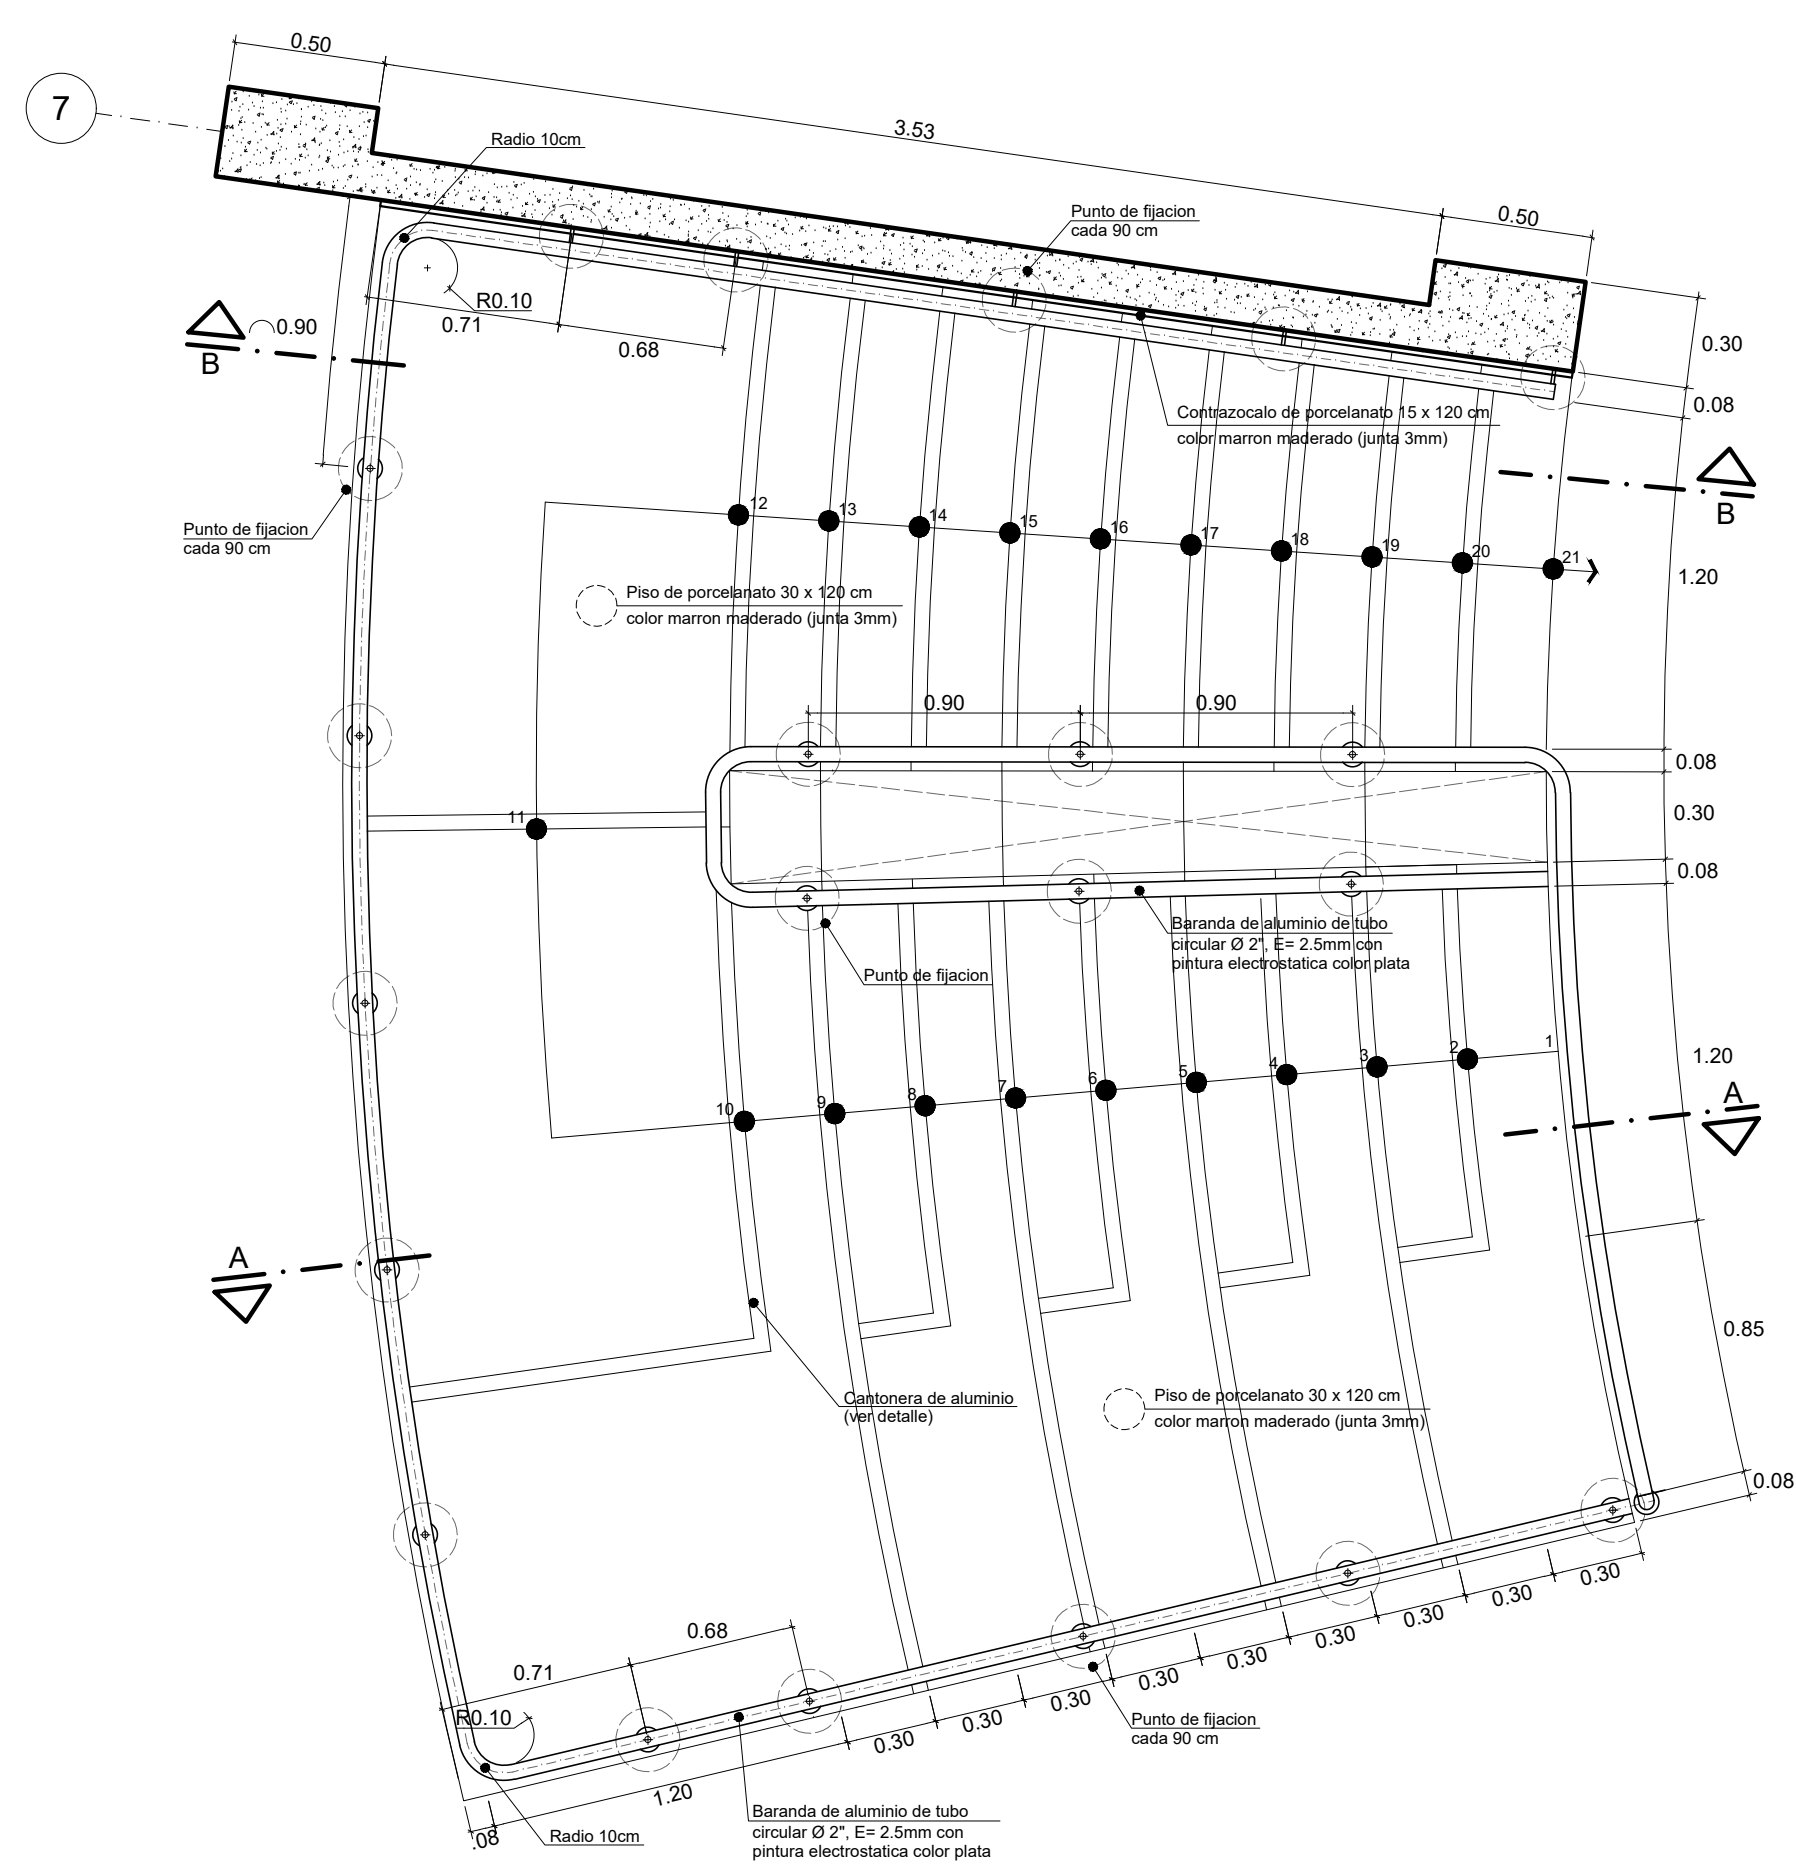 0.50
7
3.53
Radio 10cm
Punto de fijacion
cada 90 cm
0.50
R0.10
0.90
0.71
0.68
B
0.30
0.08
Contrazocalo de porcelanato 15 x 120 cm
color marron maderado (junta 3mm)
B
Punto de fijacion
cada 90 cm
12
13
14
15
16
17
18
19
20
21
1.20
Piso de porcelanato 30 x 120 cm
color marron maderado (junta 3mm)
0.90
0.90
0.08
0.30
0.08
11
Baranda de aluminio de tubo
circular Ø 2", E= 2.5mm con
pintura electrostatica color plata
Punto de fijacion
10
9
8
7
6
5
4
3
2
1
1.20
A
A
0.85
Cantonera de aluminio
(ver detalle)
Piso de porcelanato 30 x 120 cm
color marron maderado (junta 3mm)
0.08
0.68
0.71
R0.10
0.30
0.30
0.30
0.30
0.30
0.30
0.30
0.30
0.30
1.20
.08
Punto de fijacion
cada 90 cm
Radio 10cm
Baranda de aluminio de tubo
circular Ø 2", E= 2.5mm con
pintura electrostatica color plata